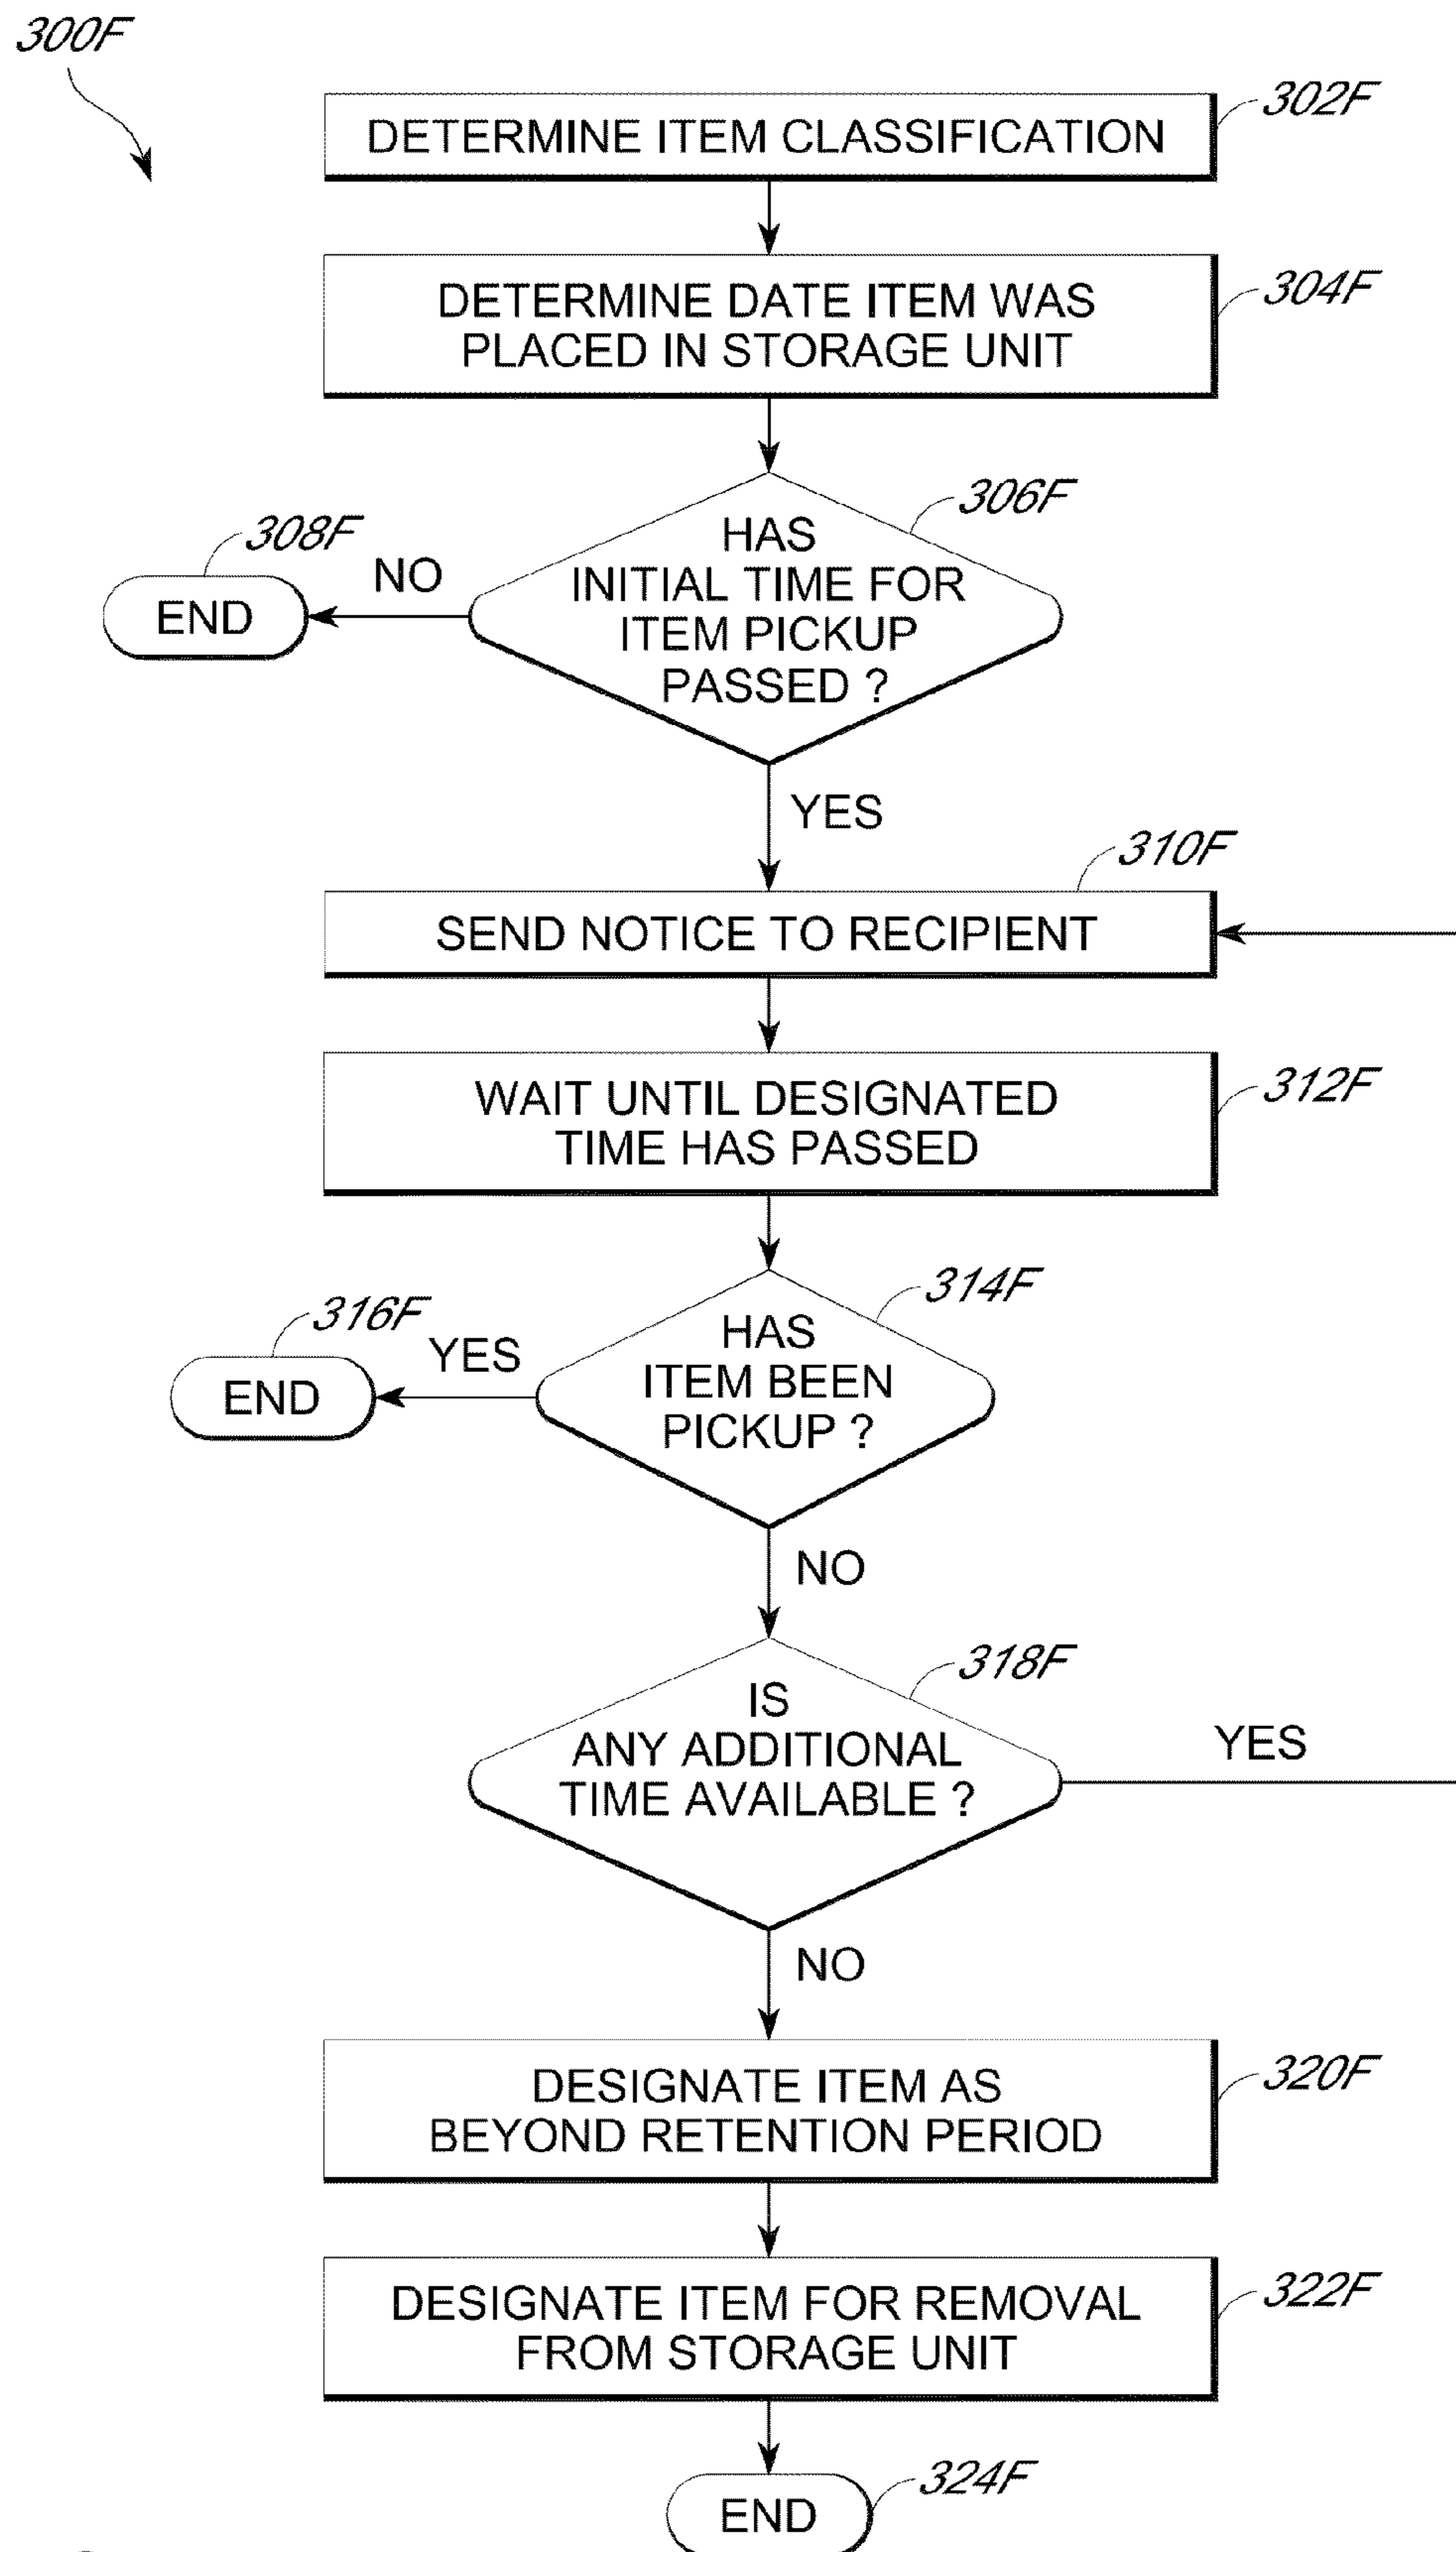 300F
302F
DETERMINE ITEM CLASSIFICATION
304F
DETERMINE DATE ITEM WAS
PLACED IN STORAGE UNIT
306F
HAS
INITIAL TIME FOR
ITEM PICKUP
PASSED ?
308F
NO
END
YES
310F
SEND NOTICE TO RECIPIENT
312F
WAIT UNTIL DESIGNATED
TIME HAS PASSED
314F
HAS
ITEM BEEN
PICKUP ?
316F
YES
END
NO
318F
IS
ANY ADDITIONAL
TIME AVAILABLE ?
YES
NO
320F
DESIGNATE ITEM AS
BEYOND RETENTION PERIOD
322F
DESIGNATE ITEM FOR REMOVAL
FROM STORAGE UNIT
324F
END